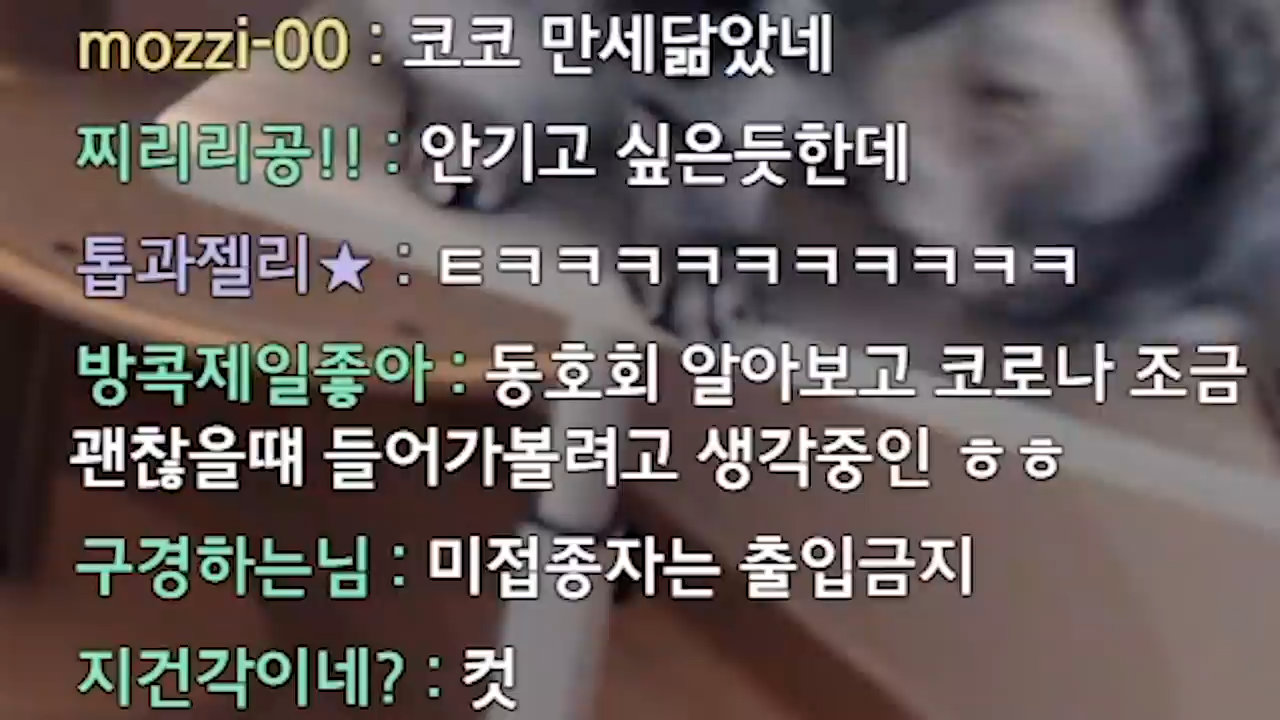 mozzi-00 : 코코 만세닮았네
찌리리공!! : 안기고 싶은듯한데
톱과젤리★ : ㅌㅋㅋㅋㅋㅋㅋㅋㅋㅋㅋ
방콕제일좋아 : 동호회 알아보고 코로나 조금
괜찮을떄 들어가볼려고 생각중인 ㅎㅎ
구경하는님 : 미접종자는 출입금지
지건각이네? : 컷